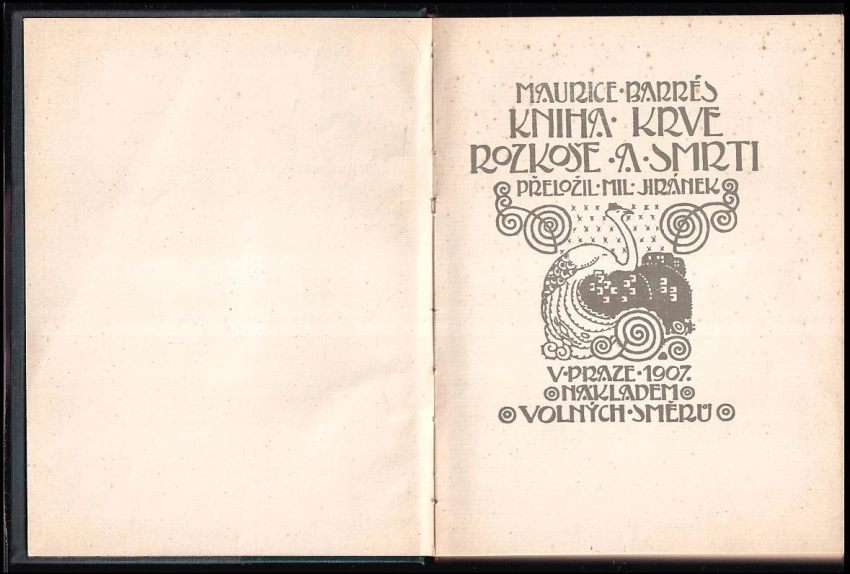 MAURICE·BARRÉS
KNIHA· KRVE
ROZKOŠE ·A·SMRTI
PŘELOŽIL·MIL·JIRÁNEK
V·PRAZE·1907.
NÁKLADEM
VOLNÝCH·SMĚRŮ